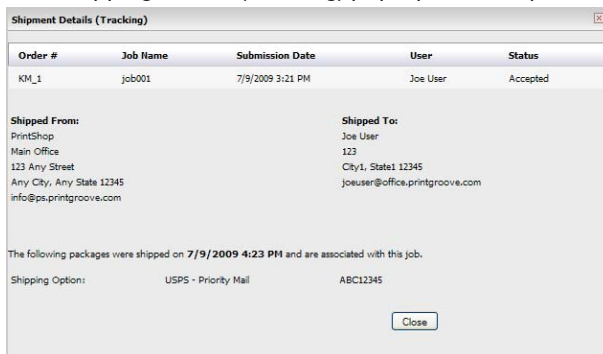 Shipment Details (Tracking)
Order # Job Name Submission Date User Status
KM_1 job001 7/9/2009 3:21 PM Joe User Accepted
Shipped From: Shipped To:
PrintShop Joe User
Main Office 123
123 Any Street City1, State1 12345
Any City, Any State 12345 joeuser@office.printgroove.com
info@ps.printgroove.com
The following packages were shipped on 7/9/2009 4:23 PM and are associated with this job.
Shipping Option: USPS - Priority Mail ABC12345
Close